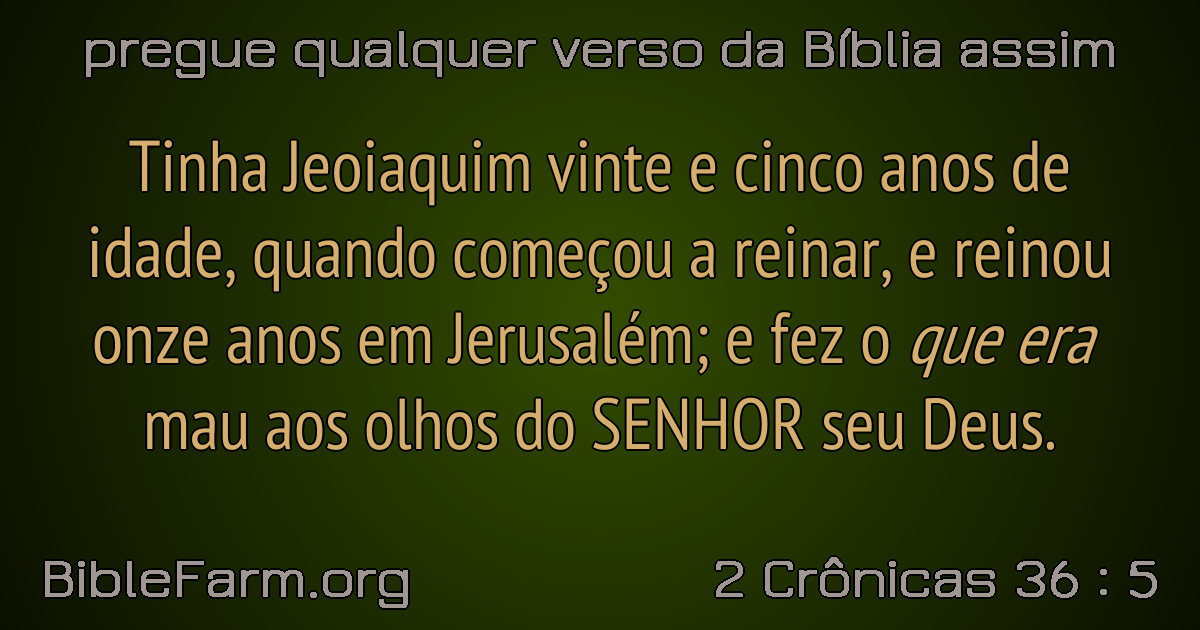 pregue qualquer verso da Bíblia assim
Tinha Jeoiaquim vinte e cinco anos de
idade, quando começou a reinar, e reinou
onze anos em Jerusalém; e fez o que era
mau aos olhos do SENHOR seu Deus.
BibleFarm.org
2 Crônicas 36 : 5